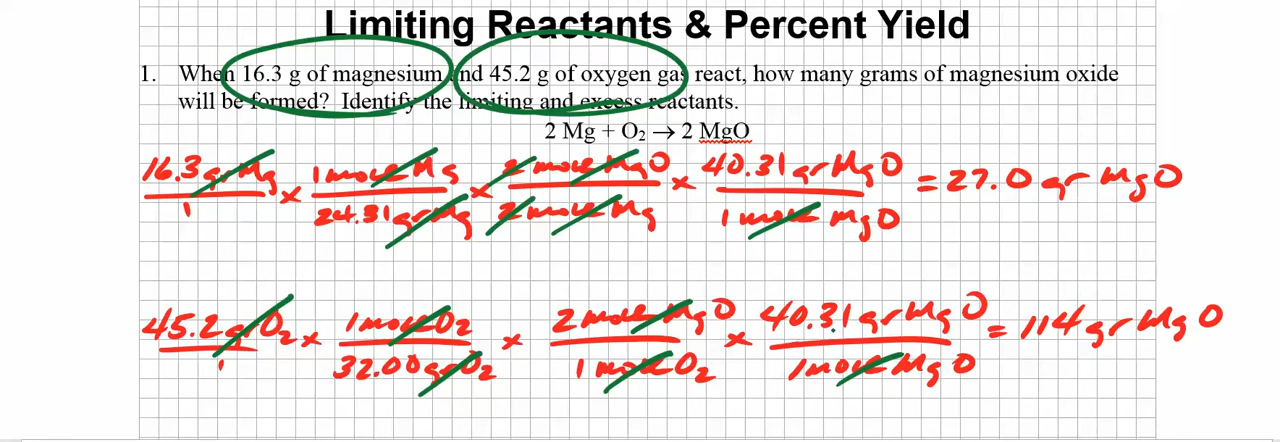 Limiting Reactants & Percent Yield
1. When 16.3 g of magnesium and 45.2 g of oxygen gas react, how many grams of magnesium oxide
will be formed? Identify the limiting and excess reactants.
2 Mg + O₂ → 2 MgO
16.3 gr Mg / 1 × 1 mole Mg / 24.31 gr Mg × 2 mole MgO / 2 mole Mg × 40.31 gr MgO / 1 mole MgO = 27.0 gr MgO
45.2 gr O₂ / 1 × 1 mole O₂ / 32.00 gr O₂ × 2 mole MgO / 1 mole O₂ × 40.31 gr MgO / 1 mole MgO = 114 gr MgO